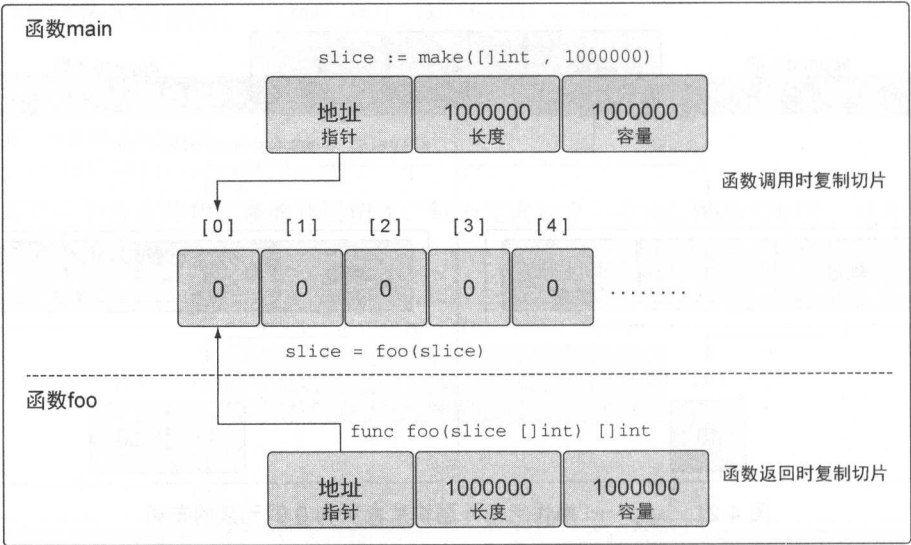 函数main
slice := make([]int , 1000000)
地址 1000000 1000000
指针 长度 容量
函数调用时复制切片
[0] [1] [2] [3] [4]
0 0 0 0 0 ........
slice = foo(slice)
函数foo
func foo(slice []int) []int
地址 1000000 1000000
指针 长度 容量
函数返回时复制切片